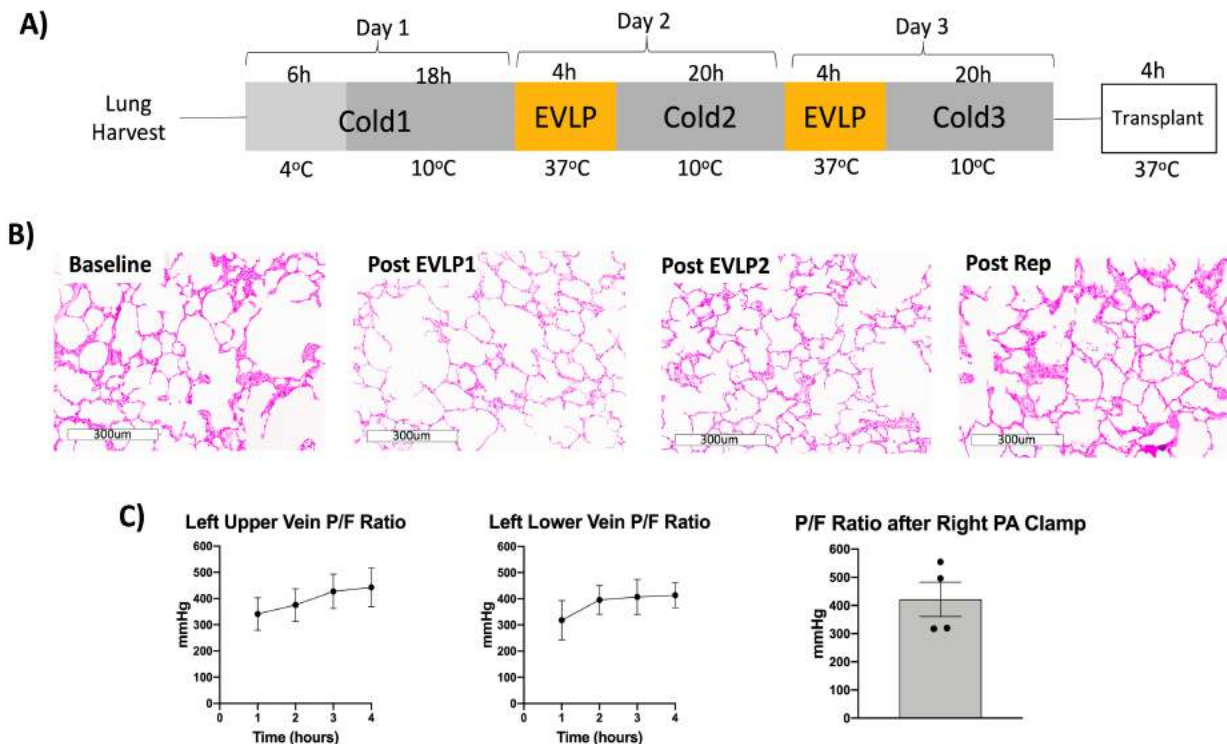 A)
Day 1
Day 2
Day 3
6h 18h 4h 20h 4h 20h 4h
Lung
Harvest
Cold1 EVLP Cold2 EVLP Cold3 Transplant
4°C 10°C 37°C 10°C 37°C 10°C 37°C
B)
Baseline
300um
Post EVLP1
300um
Post EVLP2
300um
Post Rep
300um
C)
Left Upper Vein P/F Ratio
600
500
400
300
200
100
0
mmHg
0 1 2 3 4
Time (hours)
Left Lower Vein P/F Ratio
600
500
400
300
200
100
0
mmHg
0 1 2 3 4
Time (hours)
P/F Ratio after Right PA Clamp
600
500
400
300
200
100
0
mmHg